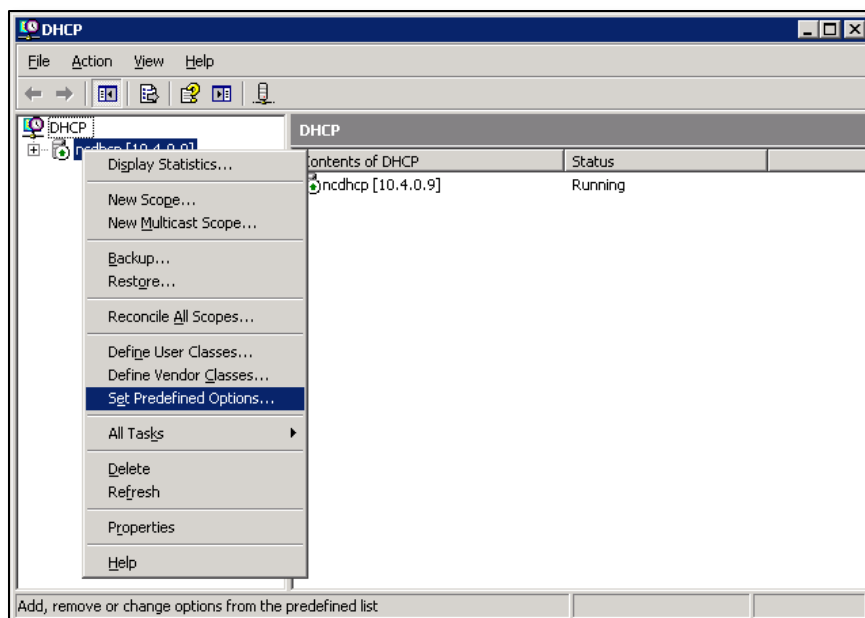 DHCP
File Action View Help
DHCP DHCP
ncdhcp [10.4.0.9]
Contents of DHCP Status
ncdhcp [10.4.0.9] Running
Display Statistics...
New Scope...
New Multicast Scope...
Backup...
Restore...
Reconcile All Scopes...
Define User Classes...
Define Vendor Classes...
Set Predefined Options...
All Tasks
Delete
Refresh
Properties
Help
Add, remove or change options from the predefined list